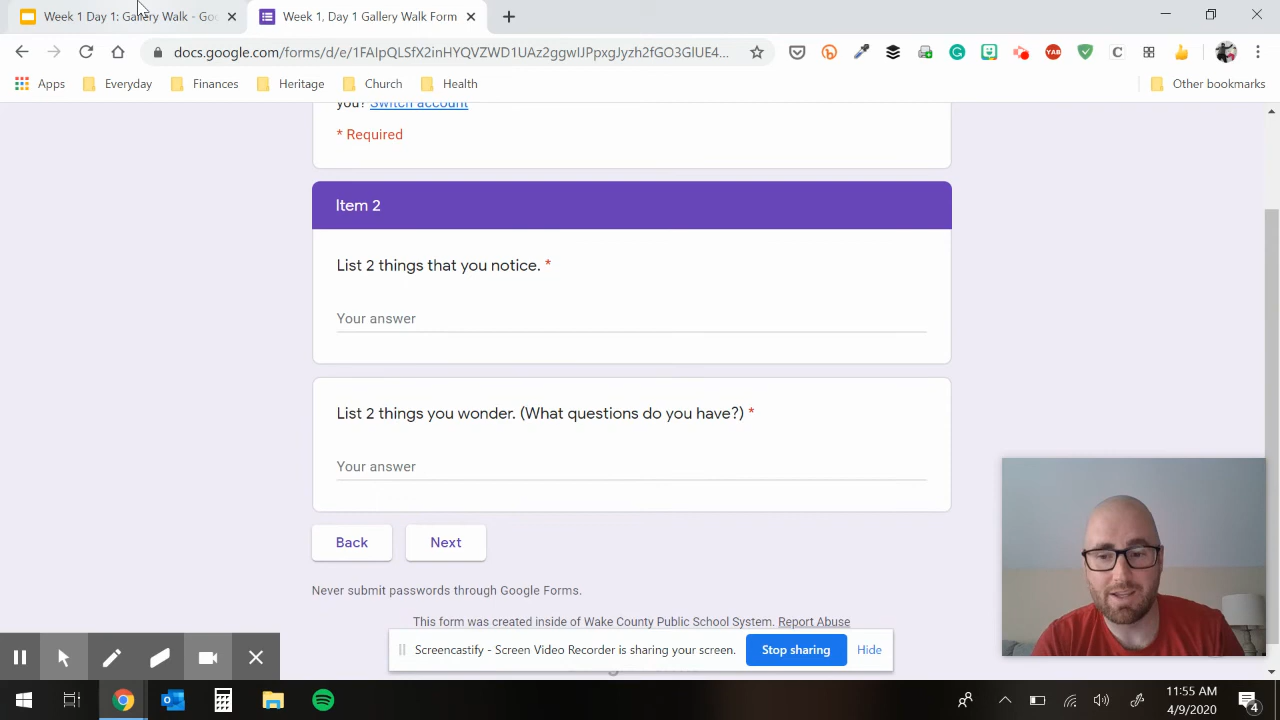 Week 1 Day 1: Gallery Walk - Goo
Week 1, Day 1 Gallery Walk Form
docs.google.com/forms/d/e/1FAIpQLSfX2inHYQVZWD1UAz2ggwlJPpxgJyzh2fGO3GlUE4...
Apps
Everyday
Finances
Heritage
Church
Health
Other bookmarks
you? Switch account
* Required
Item 2
List 2 things that you notice. *
Your answer
List 2 things you wonder. (What questions do you have?) *
Your answer
Back
Next
Never submit passwords through Google Forms.
This form was created inside of Wake County Public School System. Report Abuse
Screencastify - Screen Video Recorder is sharing your screen.
Stop sharing
Hide
11:55 AM
4/9/2020
4